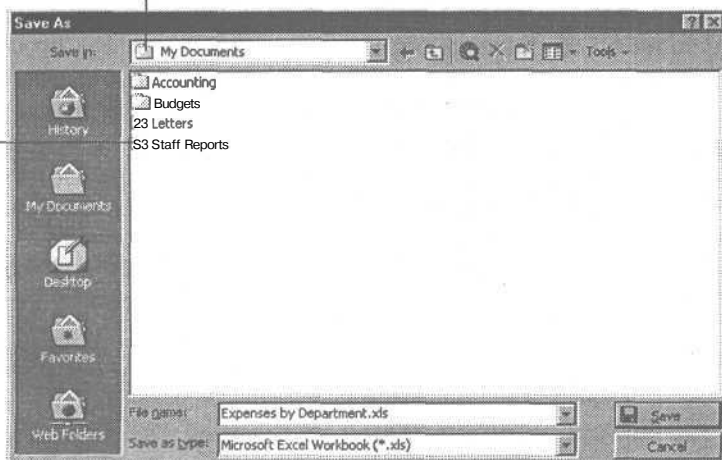 Save As
Save in:
My Documents
Tools
Accounting
Budgets
23 Letters
S3 Staff Reports
History
My Documents
Desktop
Favorites
Web Folders
File name:
Expenses by Department.xls
Save
Save as type:
Microsoft Excel Workbook (*.xls)
Cancel